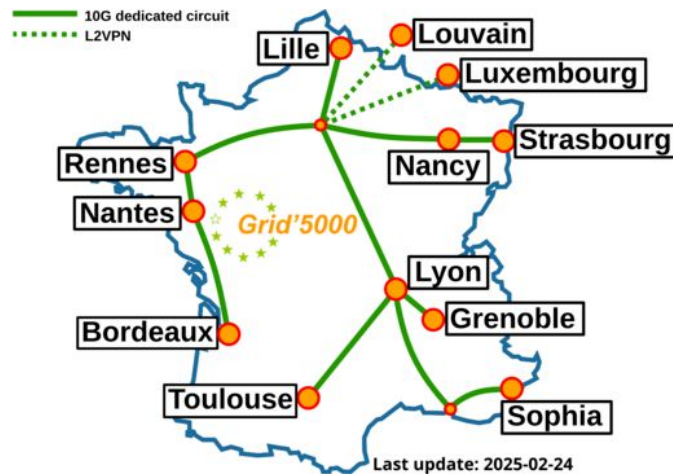 10G dedicated circuit
L2VPN
Louvain
Lille
Luxembourg
Strasbourg
Nancy
Rennes
Nantes
Grid'5000
Lyon
Grenoble
Bordeaux
Toulouse
Sophia
Last update: 2025-02-24